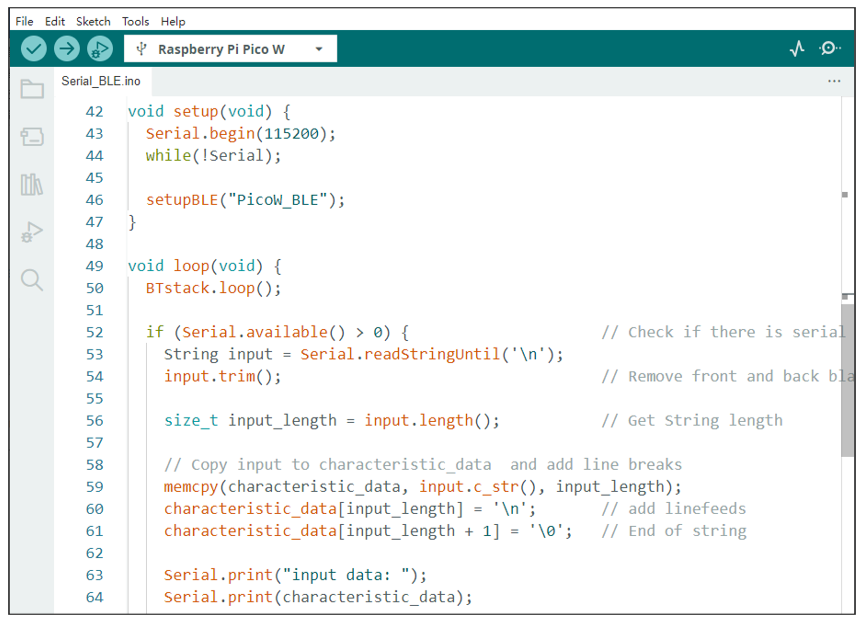 File Edit Sketch Tools Help
Raspberry Pi Pico W
Serial_BLE.ino
42 void setup(void) {
43 Serial.begin(115200);
44 while(!Serial);
45
46 setupBLE("PicoW_BLE");
47 }
48
49 void loop(void) {
50 BTstack.loop();
51
52 if (Serial.available() > 0) { // Check if there is serial
53 String input = Serial.readStringUntil('\n');
54 input.trim(); // Remove front and back bla
55
56 size_t input_length = input.length(); // Get String length
57
58 // Copy input to characteristic_data  and add line breaks
59 memcpy(characteristic_data, input.c_str(), input_length);
60 characteristic_data[input_length] = '\n'; // add linefeeds
61 characteristic_data[input_length + 1] = '\0'; // End of string
62
63 Serial.print("input data: ");
64 Serial.print(characteristic_data);